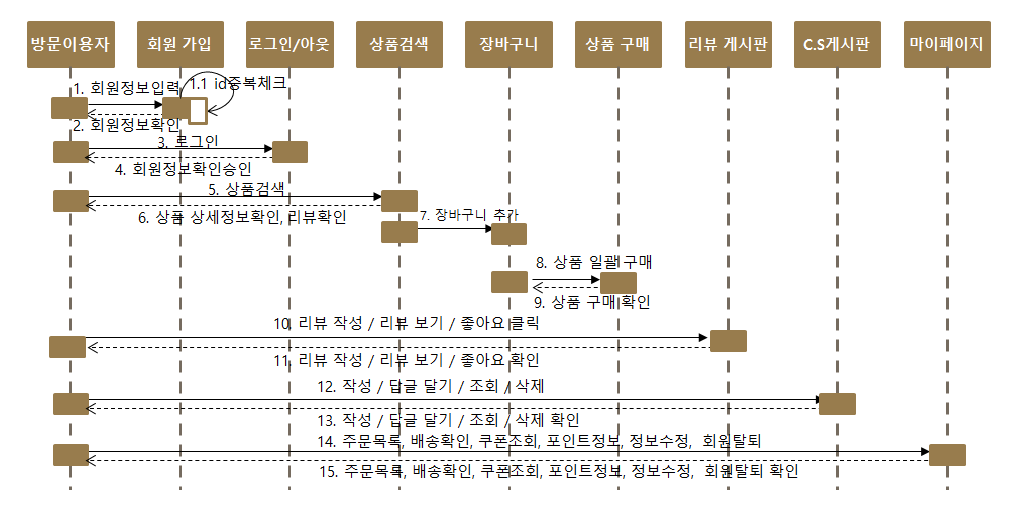 방문이용자
회원 가입
로그인/아웃
상품검색
장바구니
상품 구매
리뷰 게시판
C.S게시판
마이페이지
1. 회원정보입력
1.1 id중복체크
2. 회원정보확인
3. 로그인
4. 회원정보확인승인
5. 상품검색
6. 상품 상세정보확인, 리뷰확인
7. 장바구니 추가
8. 상품 일괄 구매
9. 상품 구매 확인
10. 리뷰 작성 / 리뷰 보기 / 좋아요 클릭
11. 리뷰 작성 / 리뷰 보기 / 좋아요 확인
12. 작성 / 답글 달기 / 조회 / 삭제
13. 작성 / 답글 달기 / 조회 / 삭제 확인
14. 주문목록, 배송확인, 쿠폰조회, 포인트정보, 정보수정, 회원탈퇴
15. 주문목록, 배송확인, 쿠폰조회, 포인트정보, 정보수정, 회원탈퇴 확인